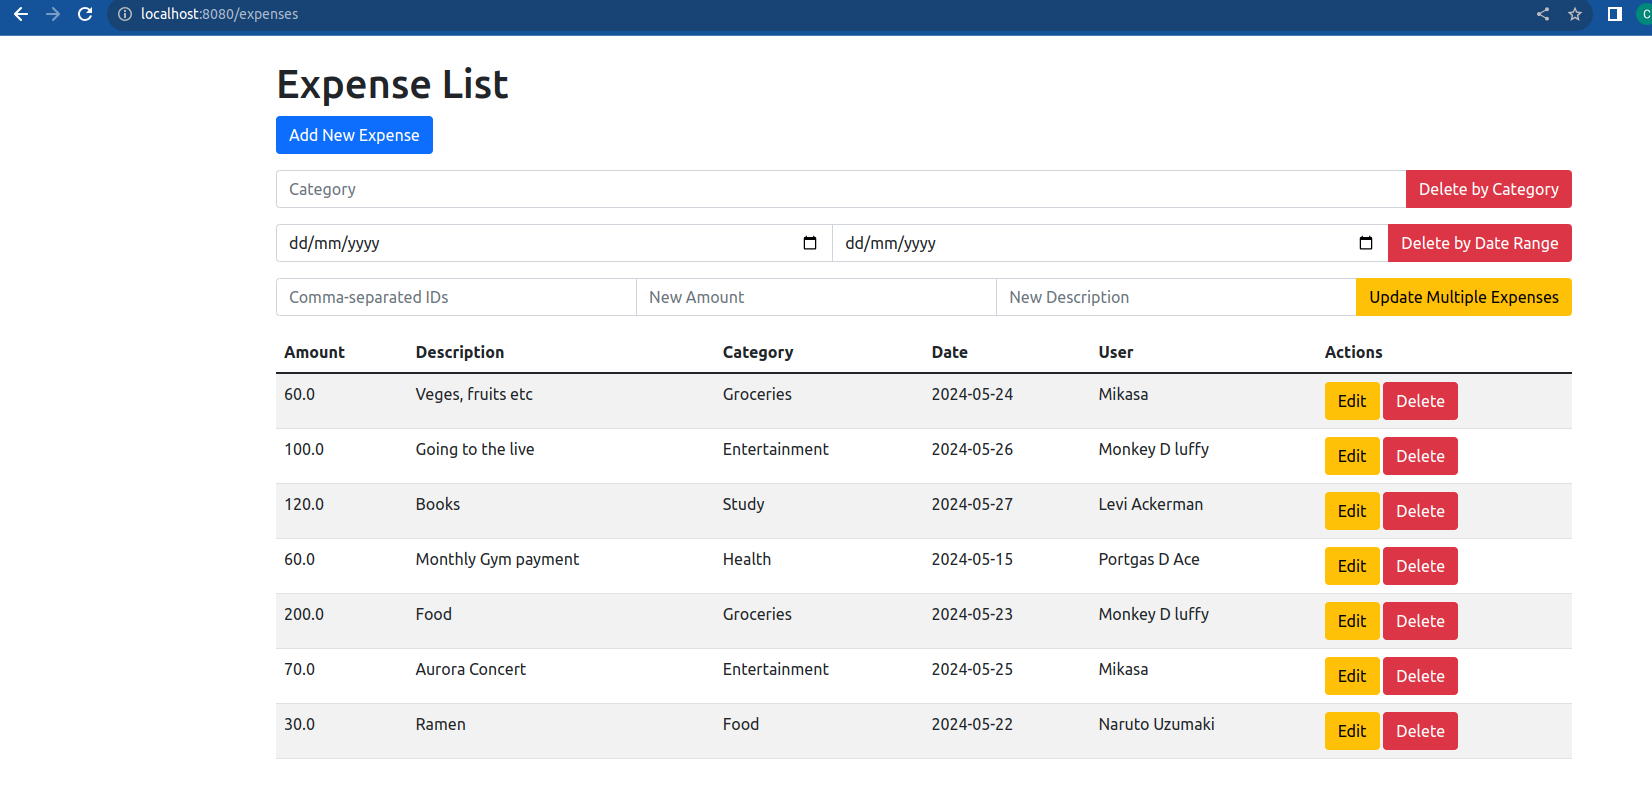 localhost:8080/expenses
C
Expense List
Add New Expense
Category Delete by Category
dd/mm/yyyy dd/mm/yyyy Delete by Date Range
Comma-separated IDs New Amount New Description Update Multiple Expenses
Amount Description Category Date User Actions
60.0 Veges, fruits etc Groceries 2024-05-24 Mikasa Edit Delete
100.0 Going to the live Entertainment 2024-05-26 Monkey D luffy Edit Delete
120.0 Books Study 2024-05-27 Levi Ackerman Edit Delete
60.0 Monthly Gym payment Health 2024-05-15 Portgas D Ace Edit Delete
200.0 Food Groceries 2024-05-23 Monkey D luffy Edit Delete
70.0 Aurora Concert Entertainment 2024-05-25 Mikasa Edit Delete
30.0 Ramen Food 2024-05-22 Naruto Uzumaki Edit Delete